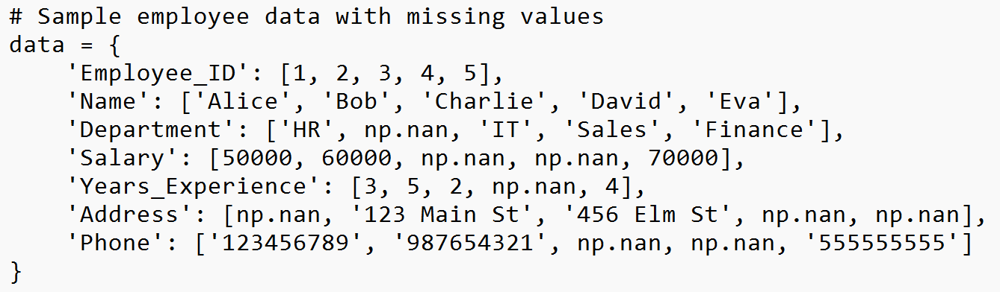 # Sample employee data with missing values
data = {
    'Employee_ID': [1, 2, 3, 4, 5],
    'Name': ['Alice', 'Bob', 'Charlie', 'David', 'Eva'],
    'Department': ['HR', np.nan, 'IT', 'Sales', 'Finance'],
    'Salary': [50000, 60000, np.nan, np.nan, 70000],
    'Years_Experience': [3, 5, 2, np.nan, 4],
    'Address': [np.nan, '123 Main St', '456 Elm St', np.nan, np.nan],
    'Phone': ['123456789', '987654321', np.nan, np.nan, '555555555']
}